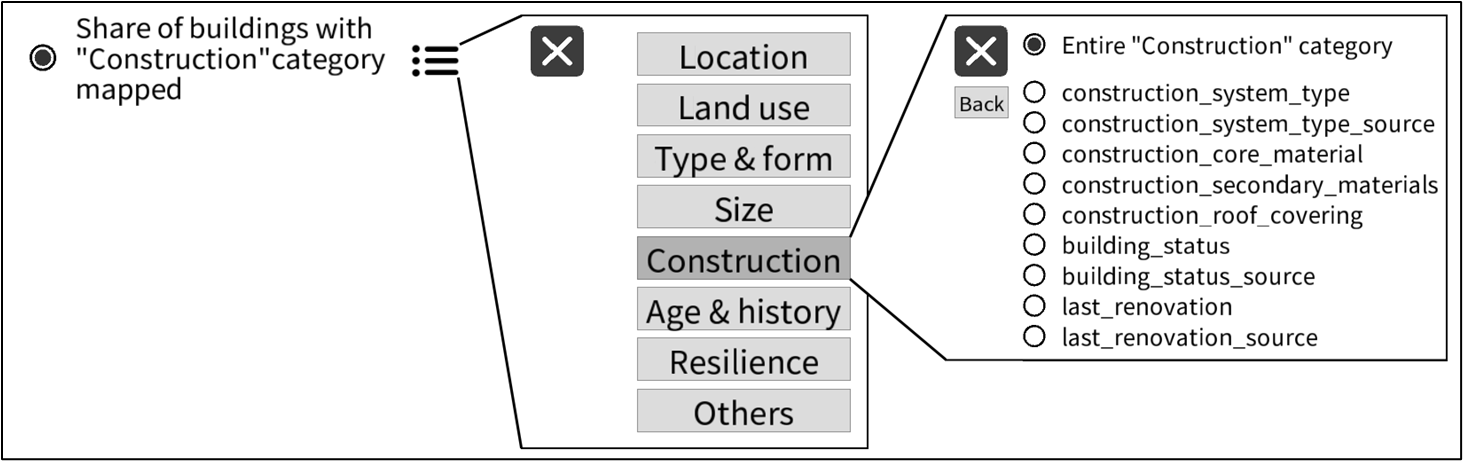 Share of buildings with
"Construction"category
mapped
Location
Land use
Type & form
Size
Construction
Age & history
Resilience
Others
Back
Entire "Construction" category
construction_system_type
construction_system_type_source
construction_core_material
construction_secondary_materials
construction_roof_covering
building_status
building_status_source
last_renovation
last_renovation_source